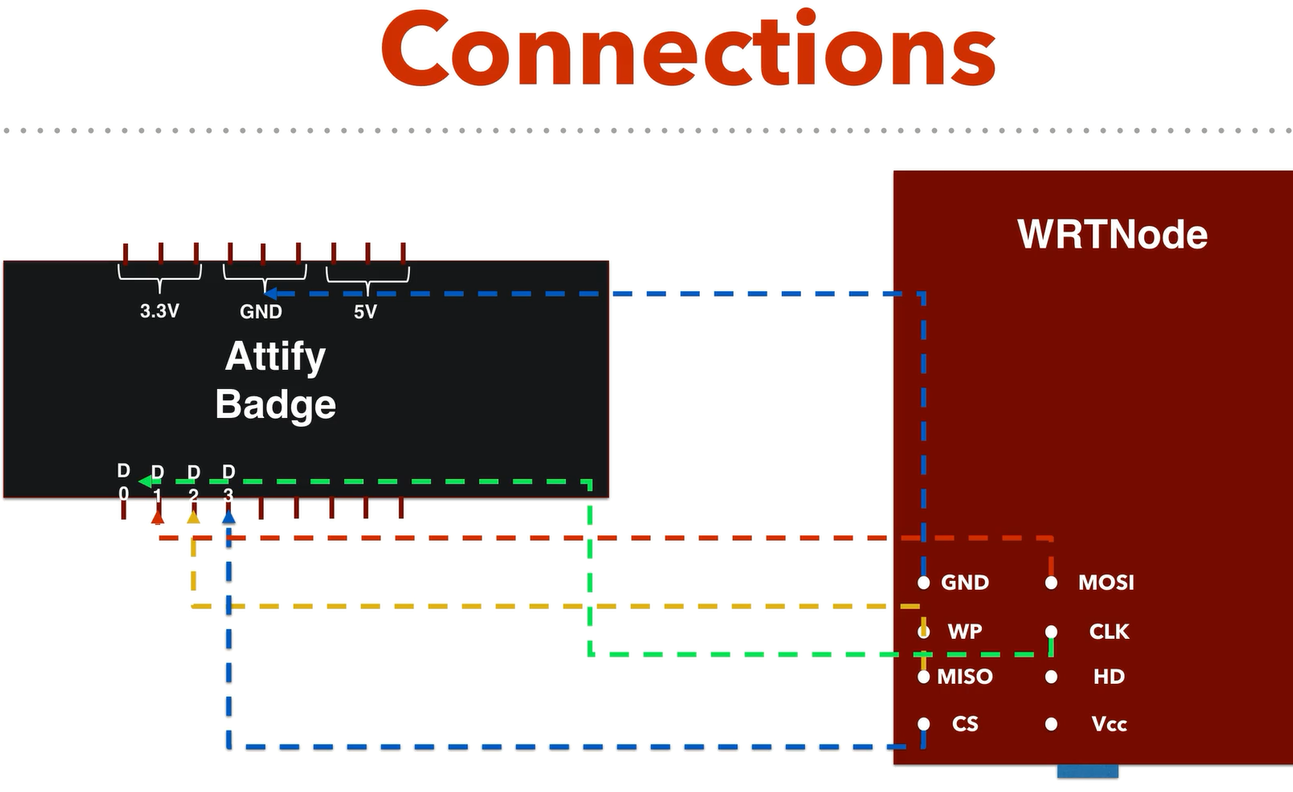 Connections
WRTNode
3.3V GND 5V
Attify
Badge
D D D D
0 1 2 3
GND MOSI
WP CLK
MISO HD
CS Vcc